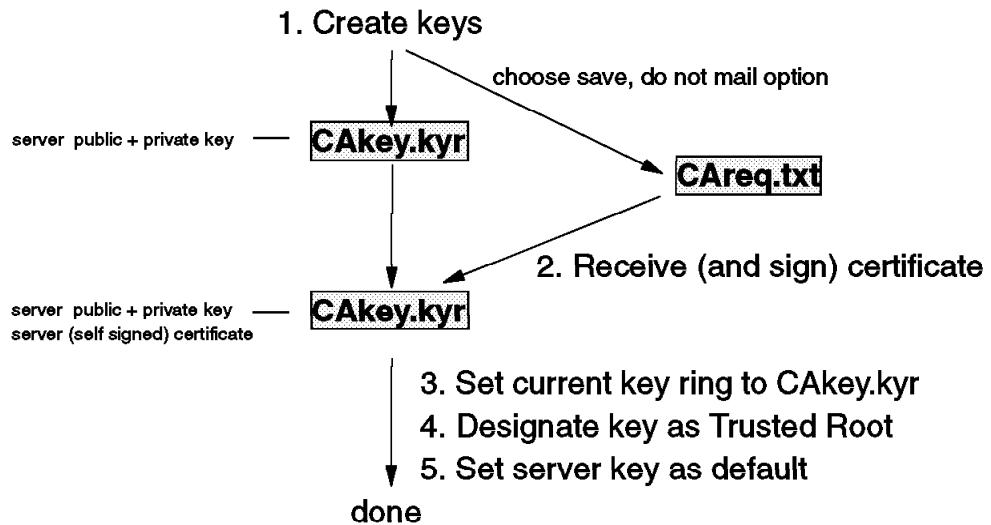 1. Create keys
choose save, do not mail option
server public + private key
CAkey.kyr
CAreq.txt
2. Receive (and sign) certificate
server public + private key
server (self signed) certificate
CAkey.kyr
3. Set current key ring to CAkey.kyr
4. Designate key as Trusted Root
5. Set server key as default
done